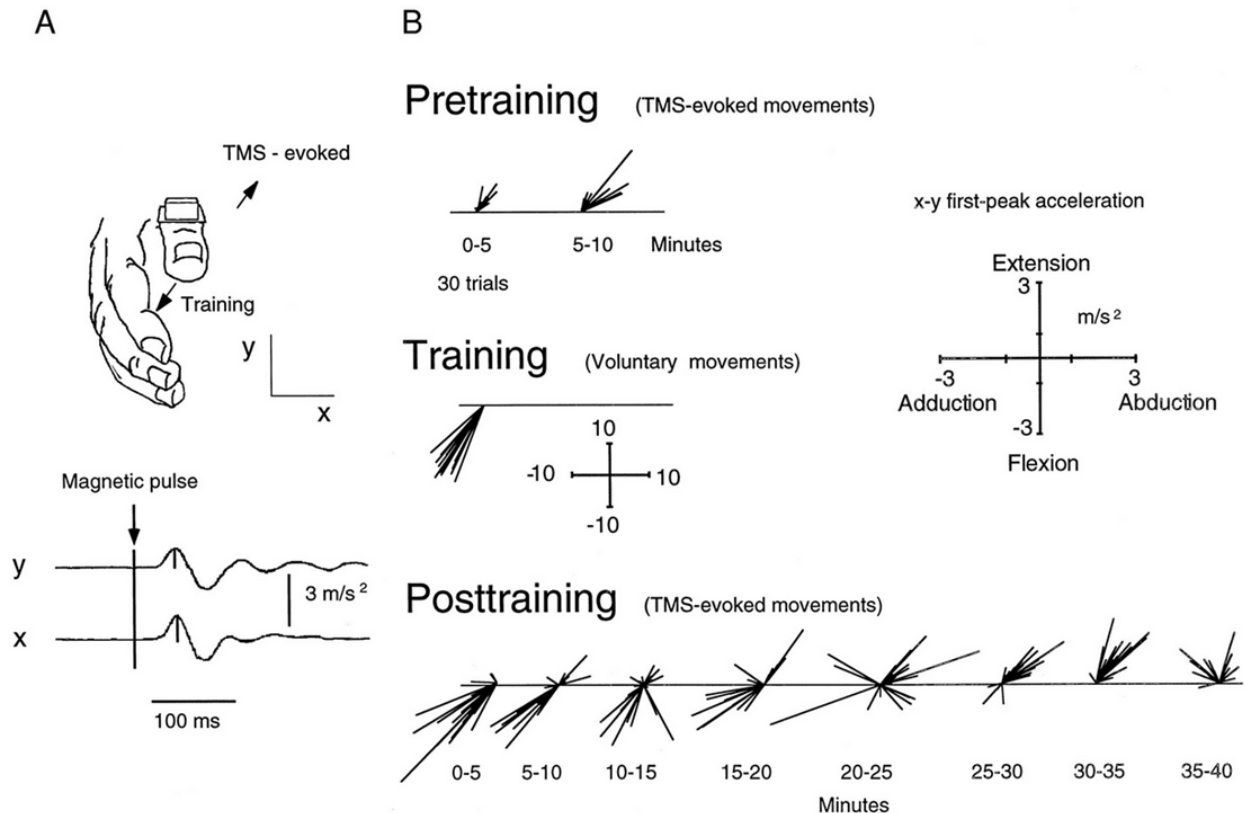 A
TMS - evoked
Training
y
x
Magnetic pulse
y
3 m/s²
x
100 ms
B
Pretraining (TMS-evoked movements)
0-5 5-10 Minutes
30 trials
x-y first-peak acceleration
Extension
3
m/s²
-3 3
Adduction Abduction
-3
Flexion
Training (Voluntary movements)
10
-10 10
-10
Posttraining (TMS-evoked movements)
0-5 5-10 10-15 15-20 20-25 25-30 30-35 35-40
Minutes